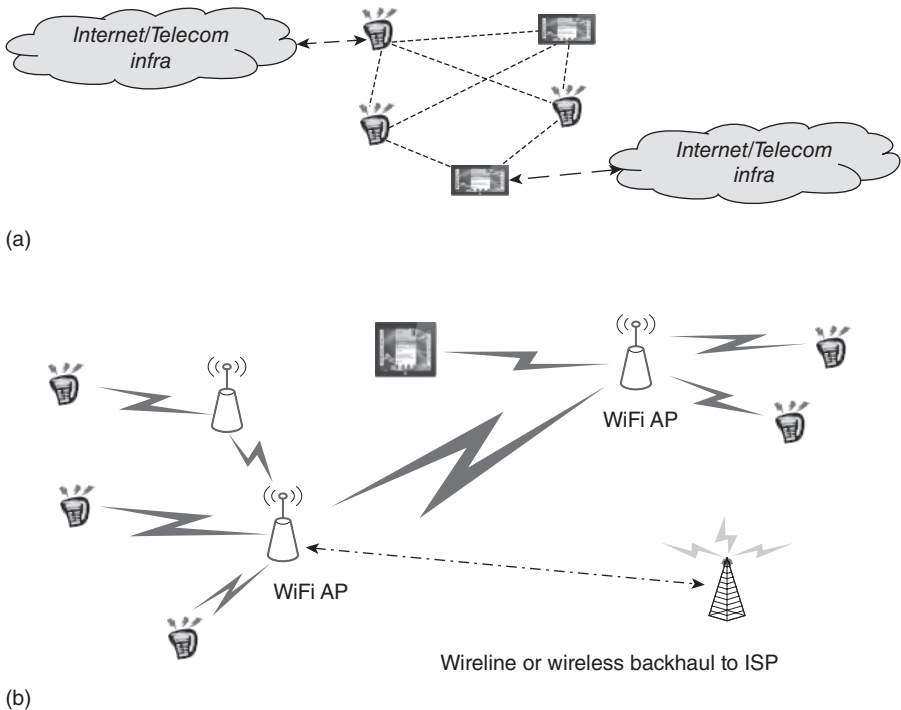 Internet/Telecom
infra
Internet/Telecom
infra
(a)
WiFi AP
WiFi AP
Wireline or wireless backhaul to ISP
(b)